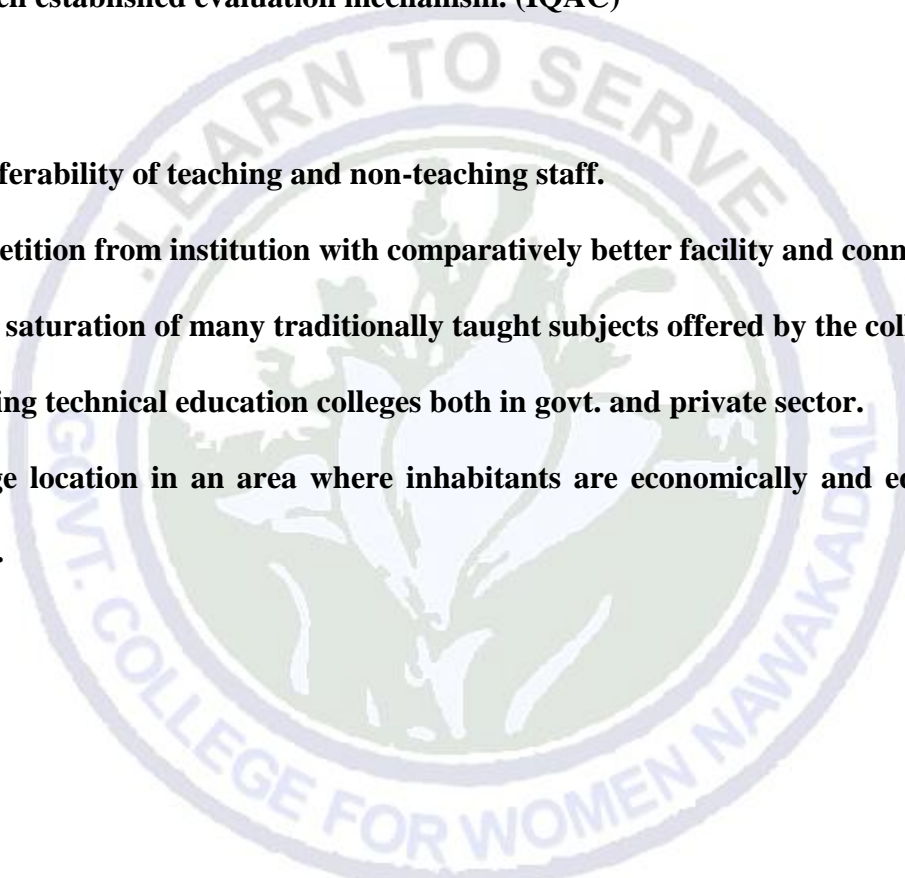 established evaluation mechanism. (IQAC)
LEARN TO SERVE
ferability of teaching and non-teaching staff.
etition from institution with comparatively better facility and conn
saturation of many traditionally taught subjects offered by the col
ing technical education colleges both in govt. and private sector.
ge location in an area where inhabitants are economically and e
.
GOVT. COLLEGE FOR WOMEN NAWAKADAL